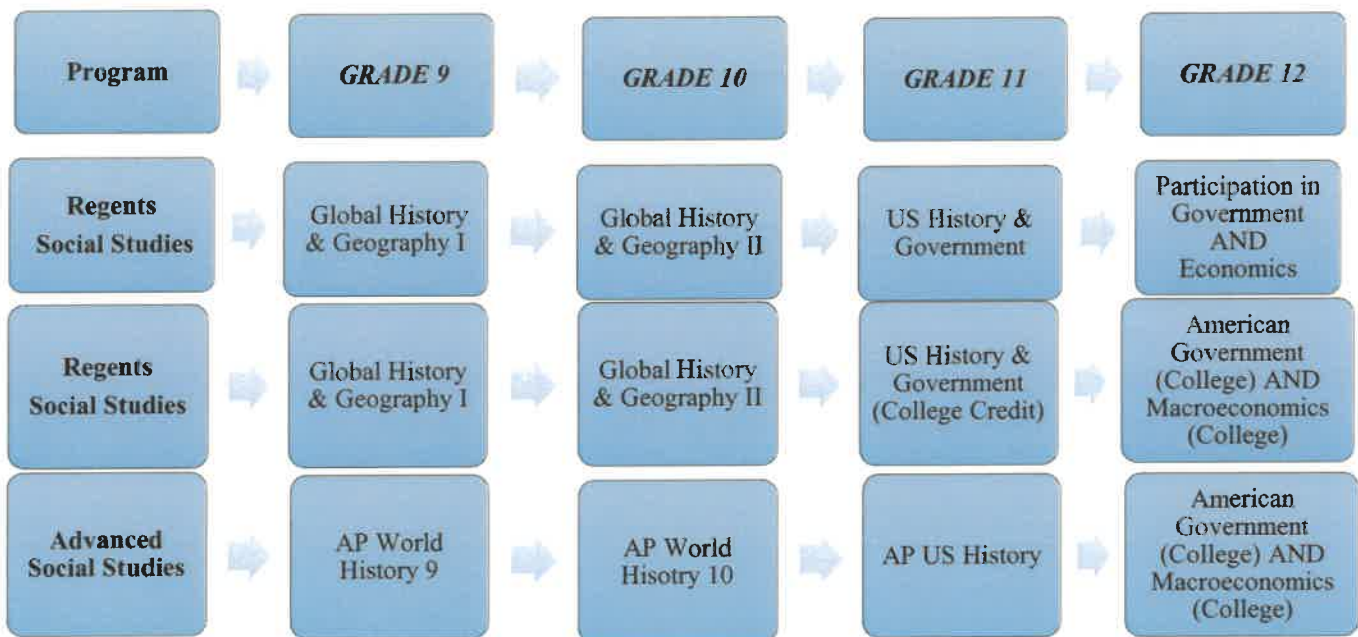 Program
GRADE 9
GRADE 10
GRADE 11
GRADE 12
Regents
Social Studies
Global History
& Geography I
Global History
& Geography II
US History &
Government
Participation in
Government
AND
Economics
Regents
Social Studies
Global History
& Geography I
Global History
& Geography II
US History &
Government
(College Credit)
American
Government
(College) AND
Macroeconomics
(College)
Advanced
Social Studies
AP World
History 9
AP World
Hisotry 10
AP US History
American
Government
(College) AND
Macroeconomics
(College)